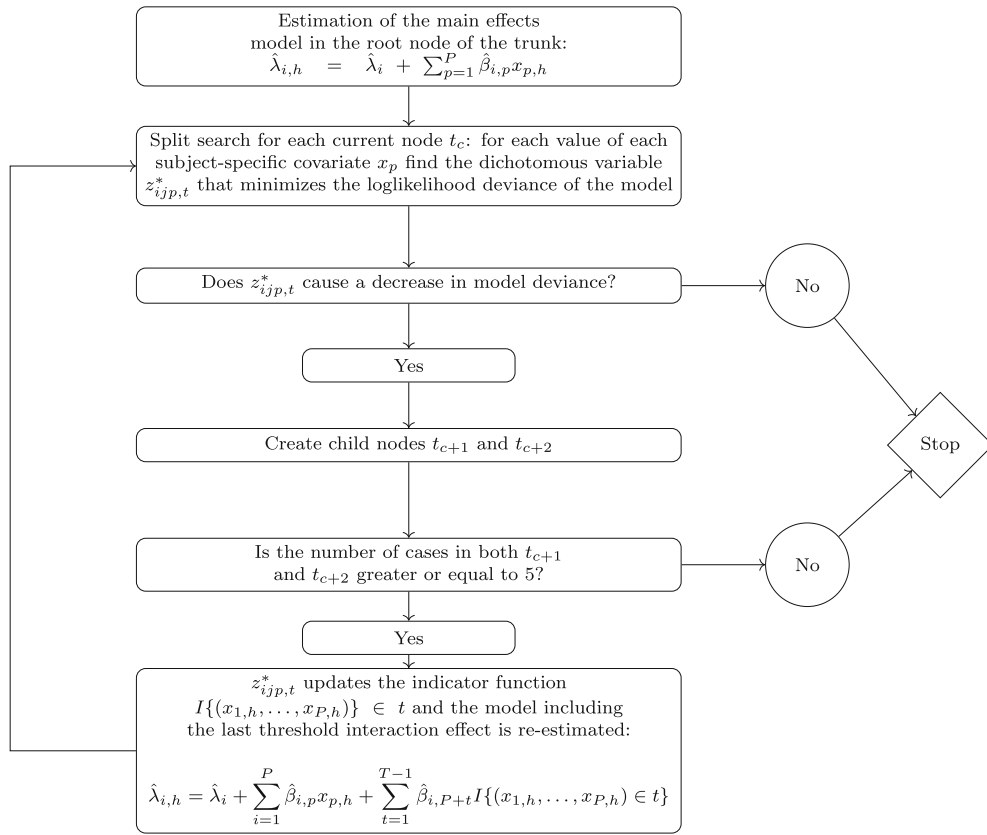 Estimation of the main effects
model in the root node of the trunk:
λ̂_{i,h} = λ̂_i + ∑_{p=1}^{P} β̂_{i,p} x_{p,h}
Split search for each current node t_c: for each value of each
subject-specific covariate x_p find the dichotomous variable
z*_{ijp,t} that minimizes the loglikelihood deviance of the model
Does z*_{ijp,t} cause a decrease in model deviance?
No
Yes
Create child nodes t_{c+1} and t_{c+2}
Stop
Is the number of cases in both t_{c+1}
and t_{c+2} greater or equal to 5?
No
Yes
z*_{ijp,t} updates the indicator function
I{(x_{1,h}, . . . , x_{P,h})} ∈ t and the model including
the last threshold interaction effect is re-estimated:
λ̂_{i,h} = λ̂_i + ∑_{i=1}^{P} β̂_{i,p} x_{p,h} + ∑_{t=1}^{T−1} β̂_{i,P+t} I{(x_{1,h}, . . . , x_{P,h}) ∈ t}